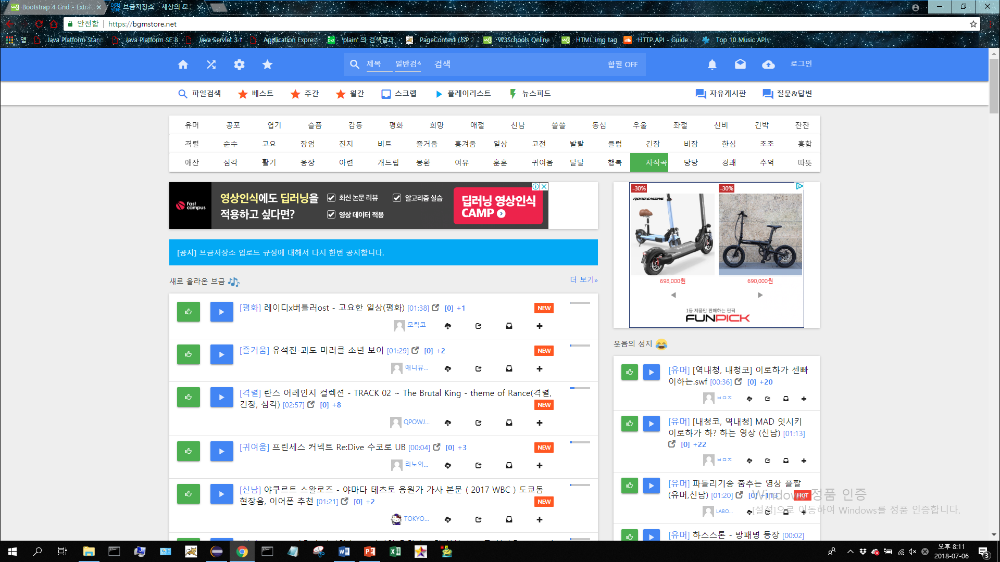 Bootstrap 4 Grid - Extra
브금저장소 - 세상의 모든
안전함 | https://bgmstore.net
앱 Java Platform Stand Java Platform SE 8 Java Servlet 3.1 Application Expres 'plain' 의 검색결과 PageContext (JSP 2 W3Schools Online HTML img tag HTTP API - Guide Top 10 Music APIs
제목 일반검색 검색 합필 OFF 로그인
파일검색 베스트 주간 월간 스크랩 플레이리스트 뉴스피드 자유게시판 질문&답변
유머 공포 엽기 슬픔 감동 평화 희망 애절 신남 쓸쓸 동심 우울 좌절 신비 긴박 잔잔
격렬 순수 고요 장엄 진지 비트 즐거움 흥겨움 일상 고전 발랄 클럽 긴장 비장 한심 초조 흥함
애잔 심각 활기 웅장 아련 개드립 몽환 여유 훈훈 귀여움 달달 행복 자작곡 당당 경쾌 추억 따뜻
fast campus
영상인식에도 딥러닝을
적용하고 싶다면?
최신 논문 리뷰 알고리즘 실습
영상 데이터 적용
딥러닝 영상인식
CAMP
[공지] 브금저장소 업로드 규정에 대해서 다시 한번 공지합니다.
새로 올라온 브금 더 보기»
[평화] 레이디x버틀러ost - 고요한 일상(평화) [01:38] [0] +1 NEW
모릭코
[즐거움] 유석진-괴도 미러클 소년 보이 [01:29] [0] +2 NEW
애니뮤...
[격렬] 란스 어레인지 컬렉션 - TRACK 02 ~ The Brutal King - theme of Rance(격렬,
긴장, 심각) [02:57] [0] +8 NEW
QPOWJ...
[귀여움] 프린세스 커넥트 Re:Dive 수코로 UB [00:04] [0] +3 NEW
리노의...
[신남] 야쿠르트 스왈로즈 - 야마다 테츠토 응원가 가사 본문 ( 2017 WBC ) 도쿄돔
현장음, 이어폰 추천 [01:21] [0] +2 NEW
TOKYO...
-30% -30%
ROAD ENGINE
698,000원 690,000원
1등 제품만 판매하는 펀픽
FUNPICK
웃음의 성지
[유머] [역내청, 내청코] 이로하가 센빠
이하는.swf [00:36] [0] +20
ㅂㅁㅈ
[유머] [내청코, 역내청] MAD 잇시키
이로하가 하? 하는 영상 (신남) [01:13]
[0] +22
ㅂㅁㅈ
[유머] 파돌리기송 춤추는 영상 풀짤
(유머,신남) [01:20] [0] +113 HOT
LABO...
[유머] 하스스톤 - 방패병 등장 [00:02]
Windows 정품 인증
[설정]으로 이동하여 Windows를 정품 인증합니다.
오후 8:11
2018-07-06
3